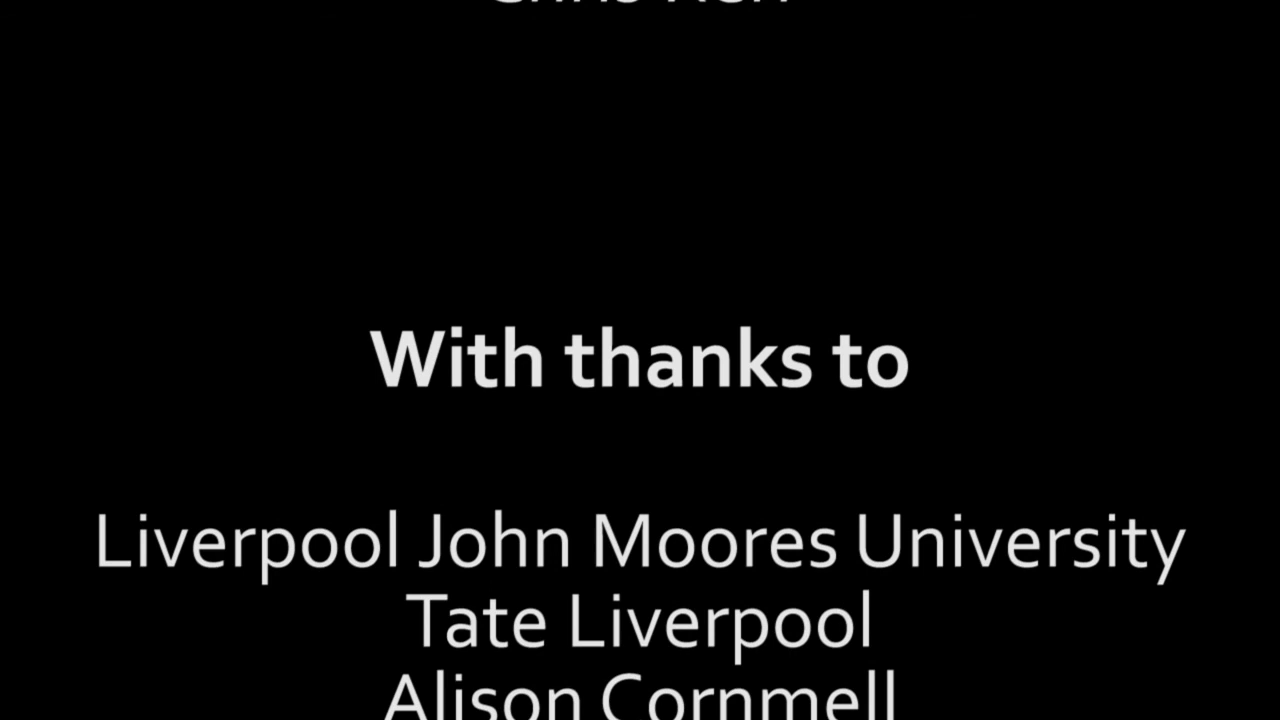 With thanks to
Liverpool John Moores University
Tate Liverpool
Alison Cornmell